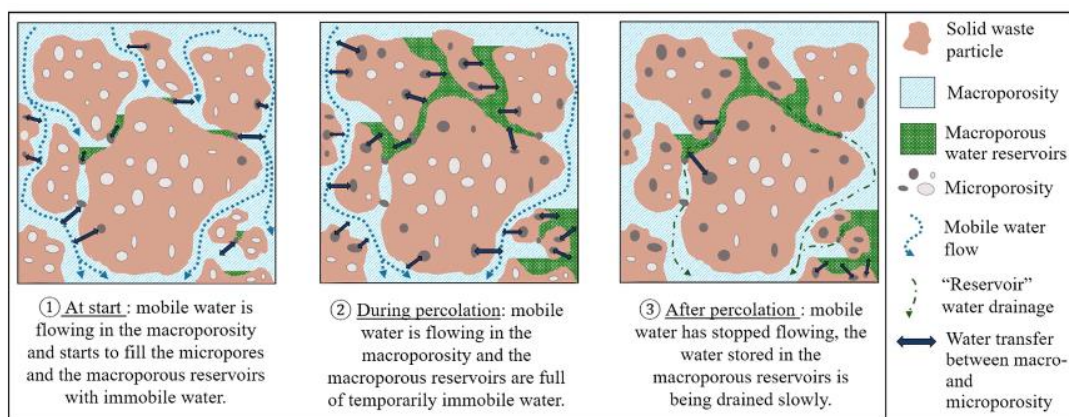 ① At start : mobile water is
flowing in the macroporosity
and starts to fill the micropores
and the macroporous reservoirs
with immobile water.
② During percolation: mobile
water is flowing in the
macroporosity and the
macroporous reservoirs are full
of temporarily immobile water.
③ After percolation : mobile
water has stopped flowing, the
water stored in the
macroporous reservoirs is
being drained slowly.
Solid waste
particle
Macroporosity
Macroporous
water reservoirs
Microporosity
Mobile water
flow
“Reservoir”
water drainage
Water transfer
between macro-
and
microporosity